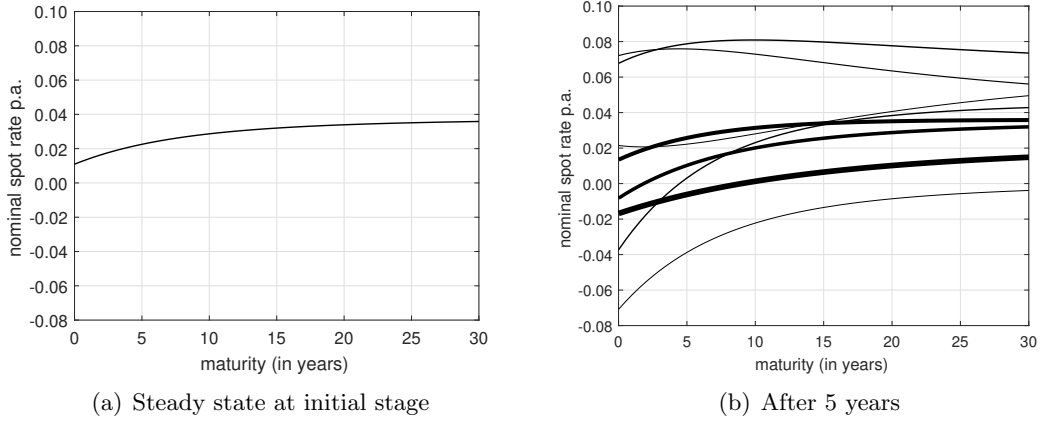 0.10
0.08
0.06
0.04
0.02
0.00
-0.02
-0.04
-0.06
-0.08
nominal spot rate p.a.
0 5 10 15 20 25 30
maturity (in years)
(a) Steady state at initial stage
0.10
0.08
0.06
0.04
0.02
0.00
-0.02
-0.04
-0.06
-0.08
nominal spot rate p.a.
0 5 10 15 20 25 30
maturity (in years)
(b) After 5 years